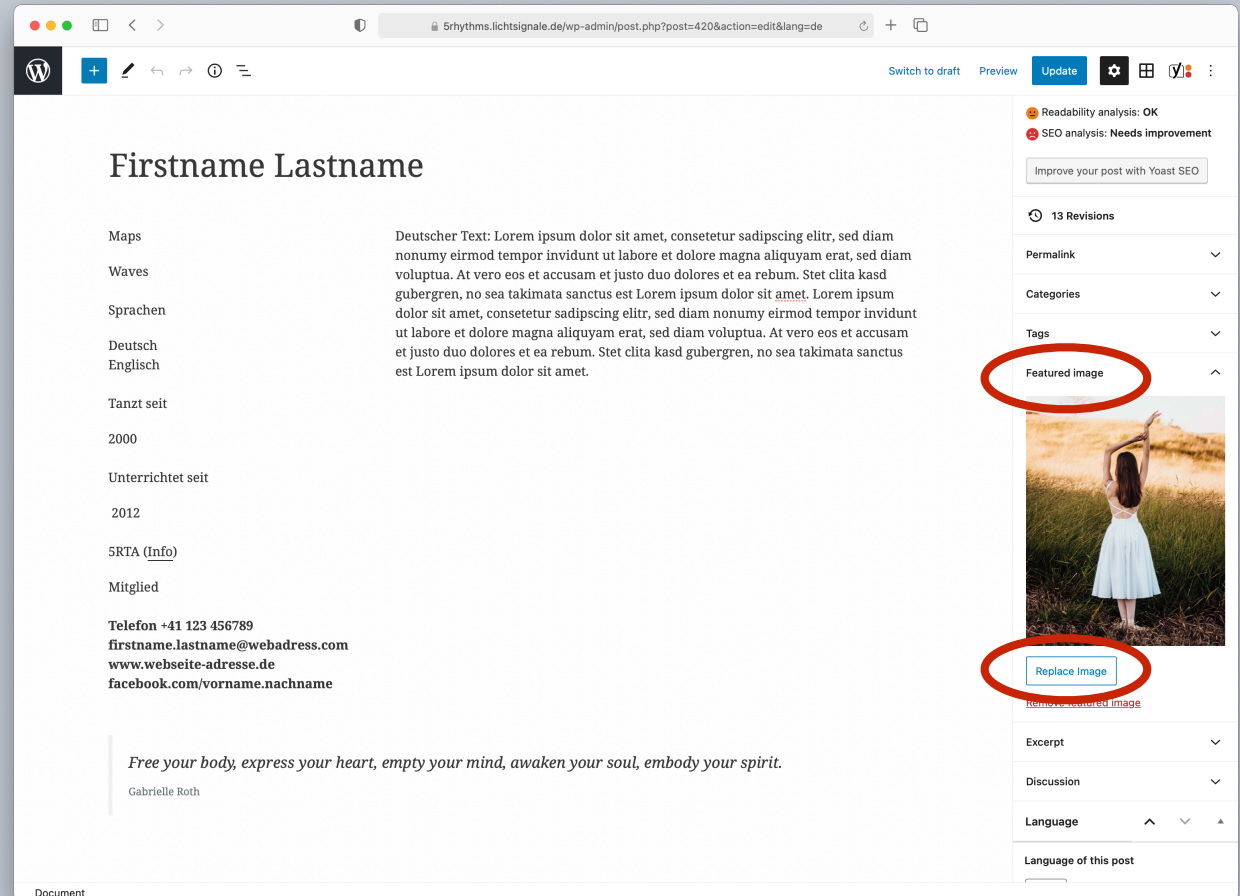 5rhythms.lichtsignale.de/wp-admin/post.php?post=420&action=edit&lang=de
Switch to draft
Preview
Update
Readability analysis: OK
SEO analysis: Needs improvement
Improve your post with Yoast SEO
13 Revisions
Permalink
Categories
Tags
Featured image
Replace Image
Remove featured image
Excerpt
Discussion
Language
Language of this post
Firstname Lastname
Maps
Waves
Sprachen
Deutsch
Englisch
Tanzt seit
2000
Unterrichtet seit
2012
5RTA (Info)
Mitglied
Telefon +41 123 456789
firstname.lastname@webadress.com
www.webseite-adresse.de
facebook.com/vorname.nachname
Deutscher Text: Lorem ipsum dolor sit amet, consetetur sadipscing elitr, sed diam
nonumy eirmod tempor invidunt ut labore et dolore magna aliquyam erat, sed diam
voluptua. At vero eos et accusam et justo duo dolores et ea rebum. Stet clita kasd
gubergren, no sea takimata sanctus est Lorem ipsum dolor sit amet. Lorem ipsum
dolor sit amet, consetetur sadipscing elitr, sed diam nonumy eirmod tempor invidunt
ut labore et dolore magna aliquyam erat, sed diam voluptua. At vero eos et accusam
et justo duo dolores et ea rebum. Stet clita kasd gubergren, no sea takimata sanctus
est Lorem ipsum dolor sit amet.
Free your body, express your heart, empty your mind, awaken your soul, embody your spirit.
Gabrielle Roth
Document